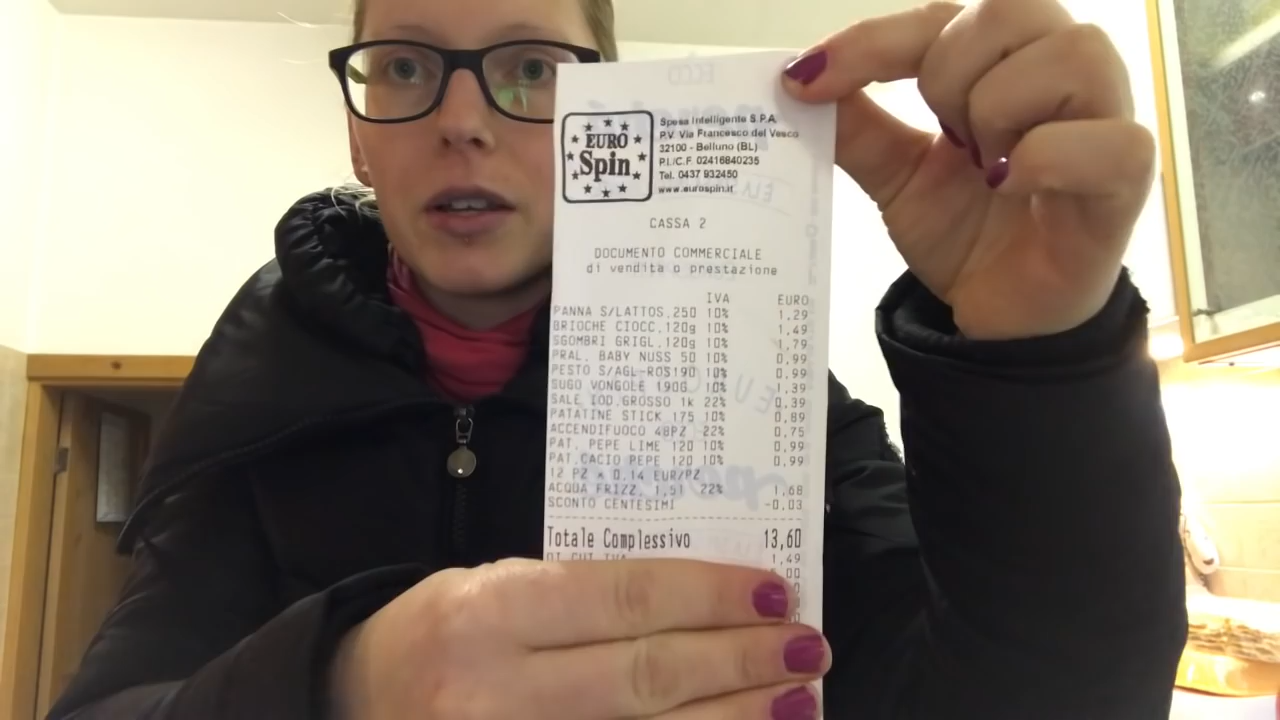 EURO
Spin
Spesa Intelligente S.P.A.
P.V. Via Francesco del Vesco
32100 - Belluno (BL)
P.I./C.F. 02416840235
Tel. 0437 932450
www.eurospin.it
CASSA 2
DOCUMENTO COMMERCIALE
di vendita o prestazione
IVA EURO
PANNA S/LATTOS.250 10% 1,29
BRIOCHE CIOCC.120g 10% 1,49
SGOMBRI GRIGL.120g 10% 1,79
PRAL. BABY NUSS 50 10% 0,99
PESTO S/AGL-ROS190 10% 0,99
SUGO VONGOLE 190G 10% 1,39
SALE IOD.GROSSO 1k 22% 0,39
PATATINE STICK 175 10% 0,89
ACCENDIFUOCO 48PZ 22% 0,75
PAT. PEPE LIME 120 10% 0,99
PAT.CACIO PEPE 120 10% 0,99
12 PZ x 0,14 EUR/PZ
ACQUA FRIZZ. 1,5l 22% 1,68
SCONTO CENTESIMI -0,03
Totale Complessivo 13,60
DI CUI IVA 1,49